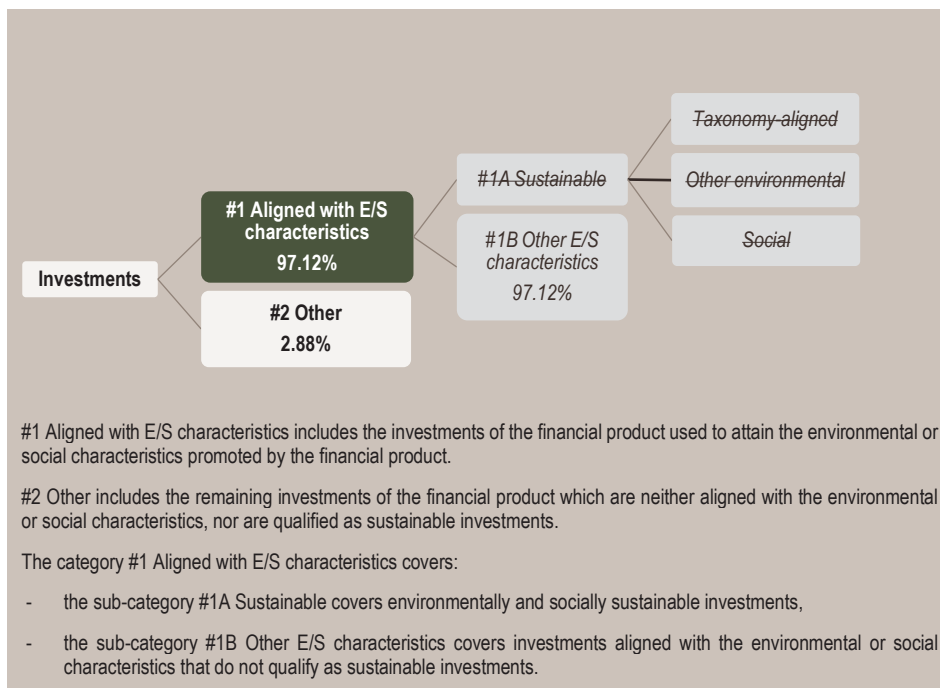 Investments
#1 Aligned with E/S
characteristics
97.12%
#2 Other
2.88%
#1A Sustainable
#1B Other E/S
characteristics
97.12%
Taxonomy-aligned
Other environmental
Social
#1 Aligned with E/S characteristics includes the investments of the financial product used to attain the environmental or
social characteristics promoted by the financial product.
#2 Other includes the remaining investments of the financial product which are neither aligned with the environmental
or social characteristics, nor are qualified as sustainable investments.
The category #1 Aligned with E/S characteristics covers:
- the sub-category #1A Sustainable covers environmentally and socially sustainable investments,
- the sub-category #1B Other E/S characteristics covers investments aligned with the environmental or social
characteristics that do not qualify as sustainable investments.